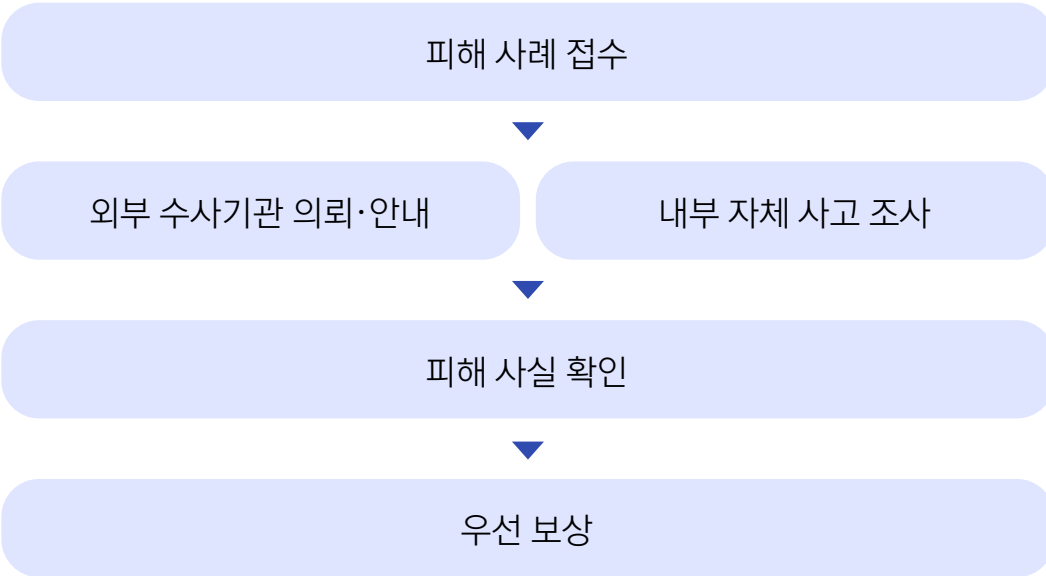 피해 사례 접수
외부 수사기관 의뢰·안내
내부 자체 사고 조사
피해 사실 확인
우선 보상